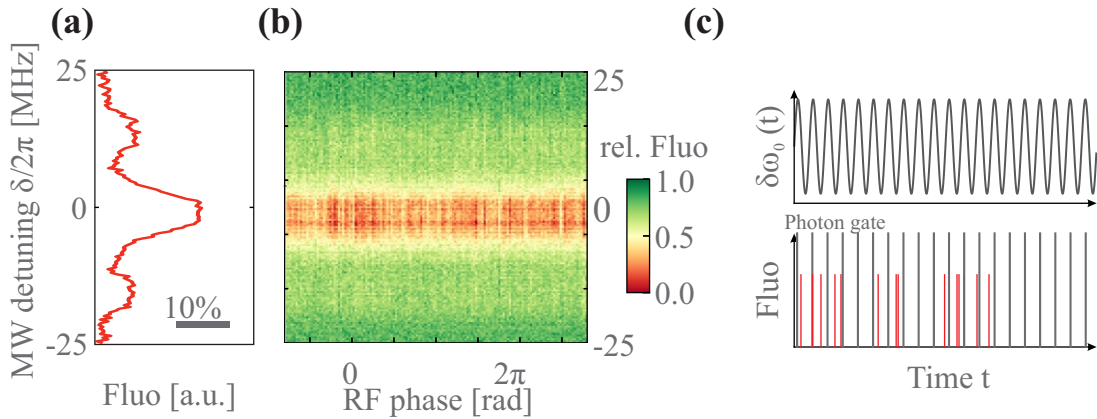 (a)
(b)
(c)
MW detuning δ/2π [MHz]
25
0
-25
10%
Fluo [a.u.]
25
0
-25
0
2π
RF phase [rad]
rel. Fluo
1.0
0.5
0.0
δω₀ (t)
Photon gate
Fluo
Time t